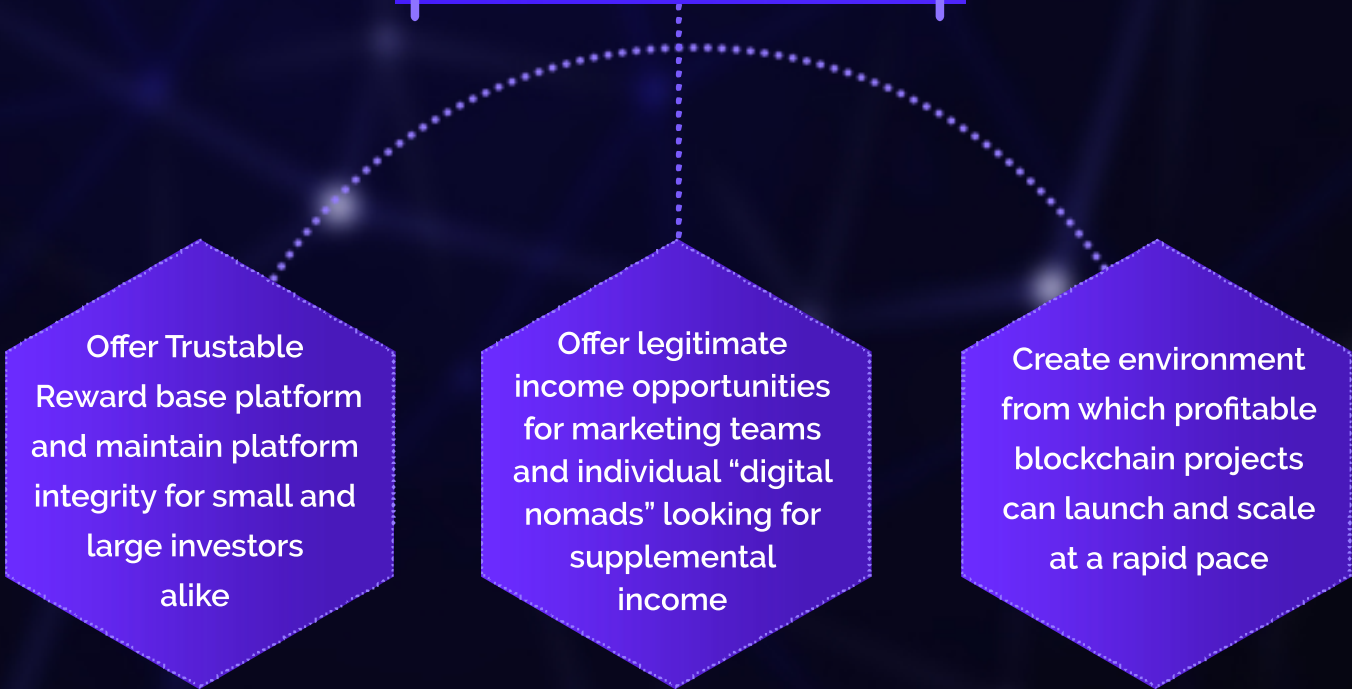 Offer Trustable
Reward base platform
and maintain platform
integrity for small and
large investors
alike
Offer legitimate
income opportunities
for marketing teams
and individual “digital
nomads” looking for
supplemental
income
Create environment
from which profitable
blockchain projects
can launch and scale
at a rapid pace